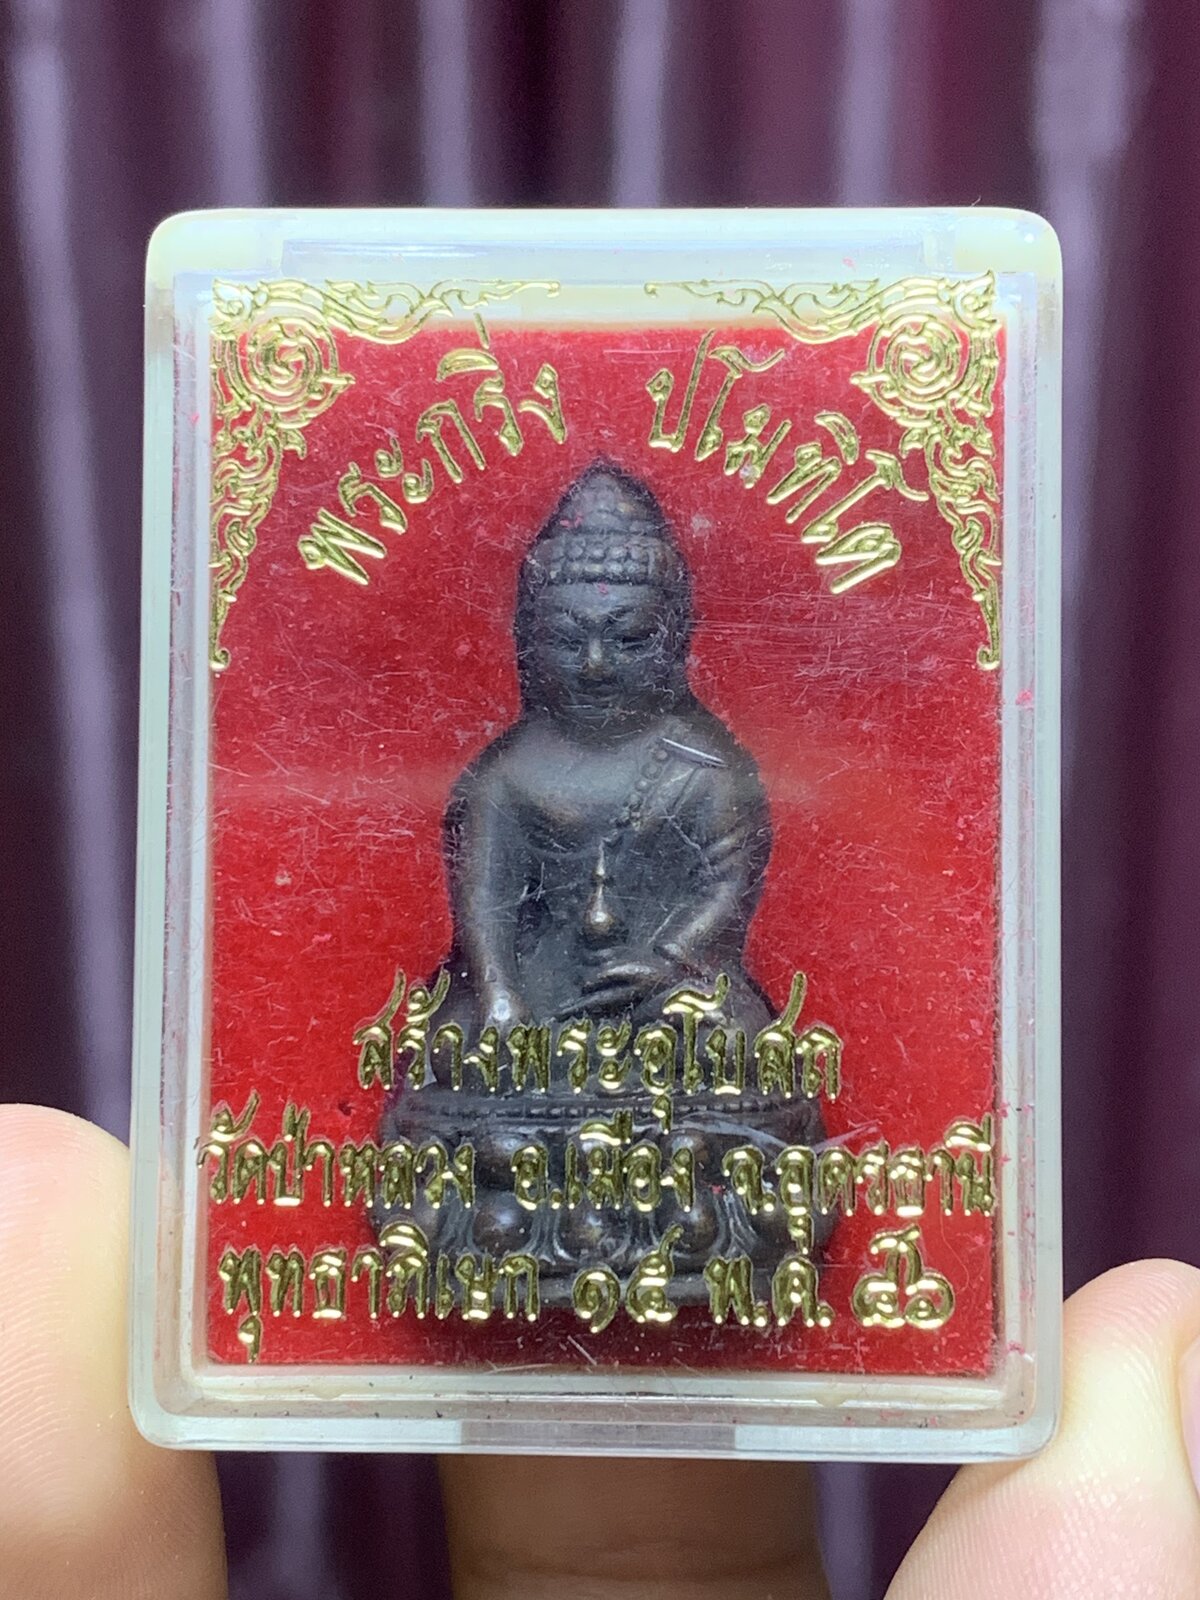 พระกริ่ง ปโมทิโต
สร้างพระอุโบสถ
วัดป่าหลวง อ.เมือง จ.อุดรธานี
พุทธาภิเษก ๑๕ พ.ค. ๕๖